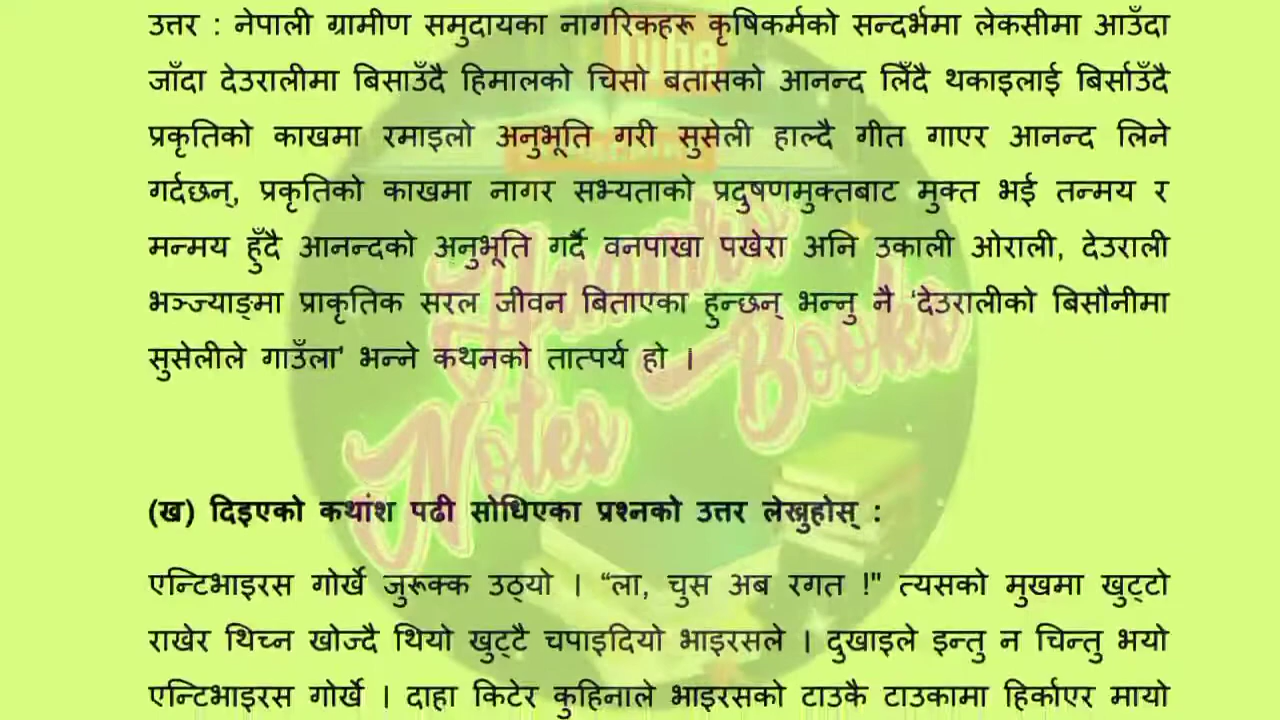 उत्तर : नेपाली ग्रामीण समुदायका नागरिकहरू कृषिकर्मको सन्दर्भमा लेकसीमा आउँदा
जाँदा देउरालीमा बिसाउँदै हिमालको चिसो बतासको आनन्द लिँदै थकाइलाई बिर्साउँदै
प्रकृतिको काखमा रमाइलो अनुभूति गरी सुसेली हाल्दै गीत गाएर आनन्द लिने
गर्दछन्, प्रकृतिको काखमा नागर सभ्यताको प्रदुषणमुक्तबाट मुक्त भई तन्मय र
मन्मय हुँदै आनन्दको अनुभूति गर्दै वनपाखा पखेरा अनि उकाली ओराली, देउराली
भञ्ज्याङ्मा प्राकृतिक सरल जीवन बिताएका हुन्छन् भन्नु नै 'देउरालीको बिसौनीमा
सुसेलीले गाउँला' भन्ने कथनको तात्पर्य हो ।
(ख) दिइएको कथांश पढी सोधिएका प्रश्नको उत्तर लेख्नुहोस् :
एन्टिभाइरस गोर्खे जुरूक्क उठ्यो । “ला, चुस अब रगत !" त्यसको मुखमा खुट्टो
राखेर थिच्न खोज्दै थियो खुट्टै चपाइदियो भाइरसले । दुखाइले इन्तु न चिन्तु भयो
एन्टिभाइरस गोर्खे । दाहा किटेर कुहिनाले भाइरसको टाउकै टाउकामा हिर्काएर मायो
Tube
Anamika
Notes Books